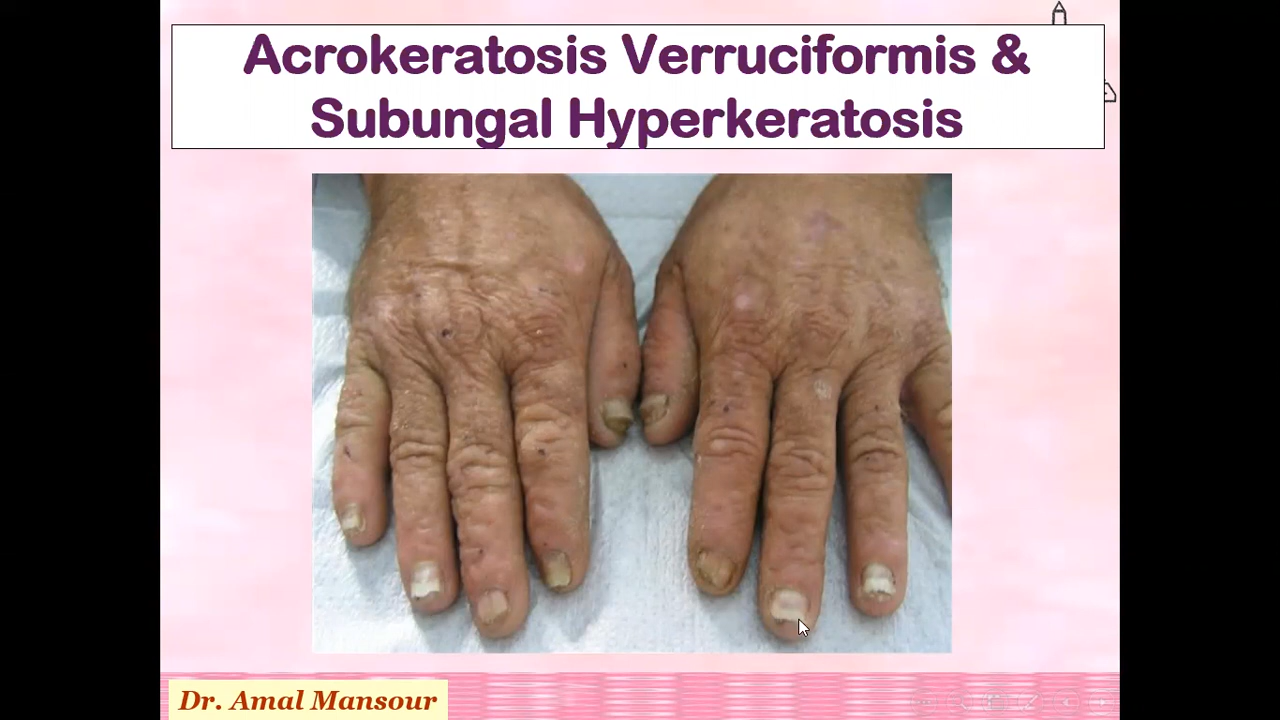 Acrokeratosis Verruciformis &
Subungal Hyperkeratosis
Dr. Amal Mansour